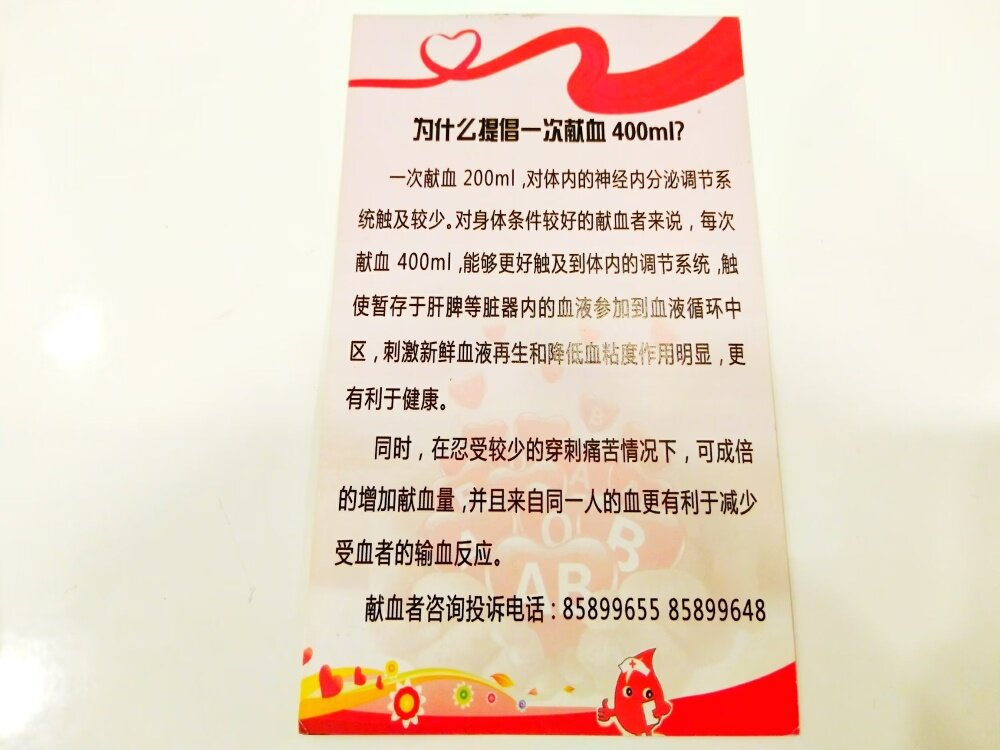 为什么提倡一次献血 400ml?
一次献血 200ml ,对体内的神经内分泌调节系
统触及较少。对身体条件较好的献血者来说，每次
献血 400ml ,能够更好触及到体内的调节系统 ,触
使暂存于肝脾等脏器内的血液参加到血液循环中
区 , 刺激新鲜血液再生和降低血粘度作用明显 , 更
有利于健康。
同时，在忍受较少的穿刺痛苦情况下，可成倍
的增加献血量 ,并且来自同一人的血更有利于减少
受血者的输血反应。
献血者咨询投诉电话 : 85899655 85899648
A
B
O
B
AB